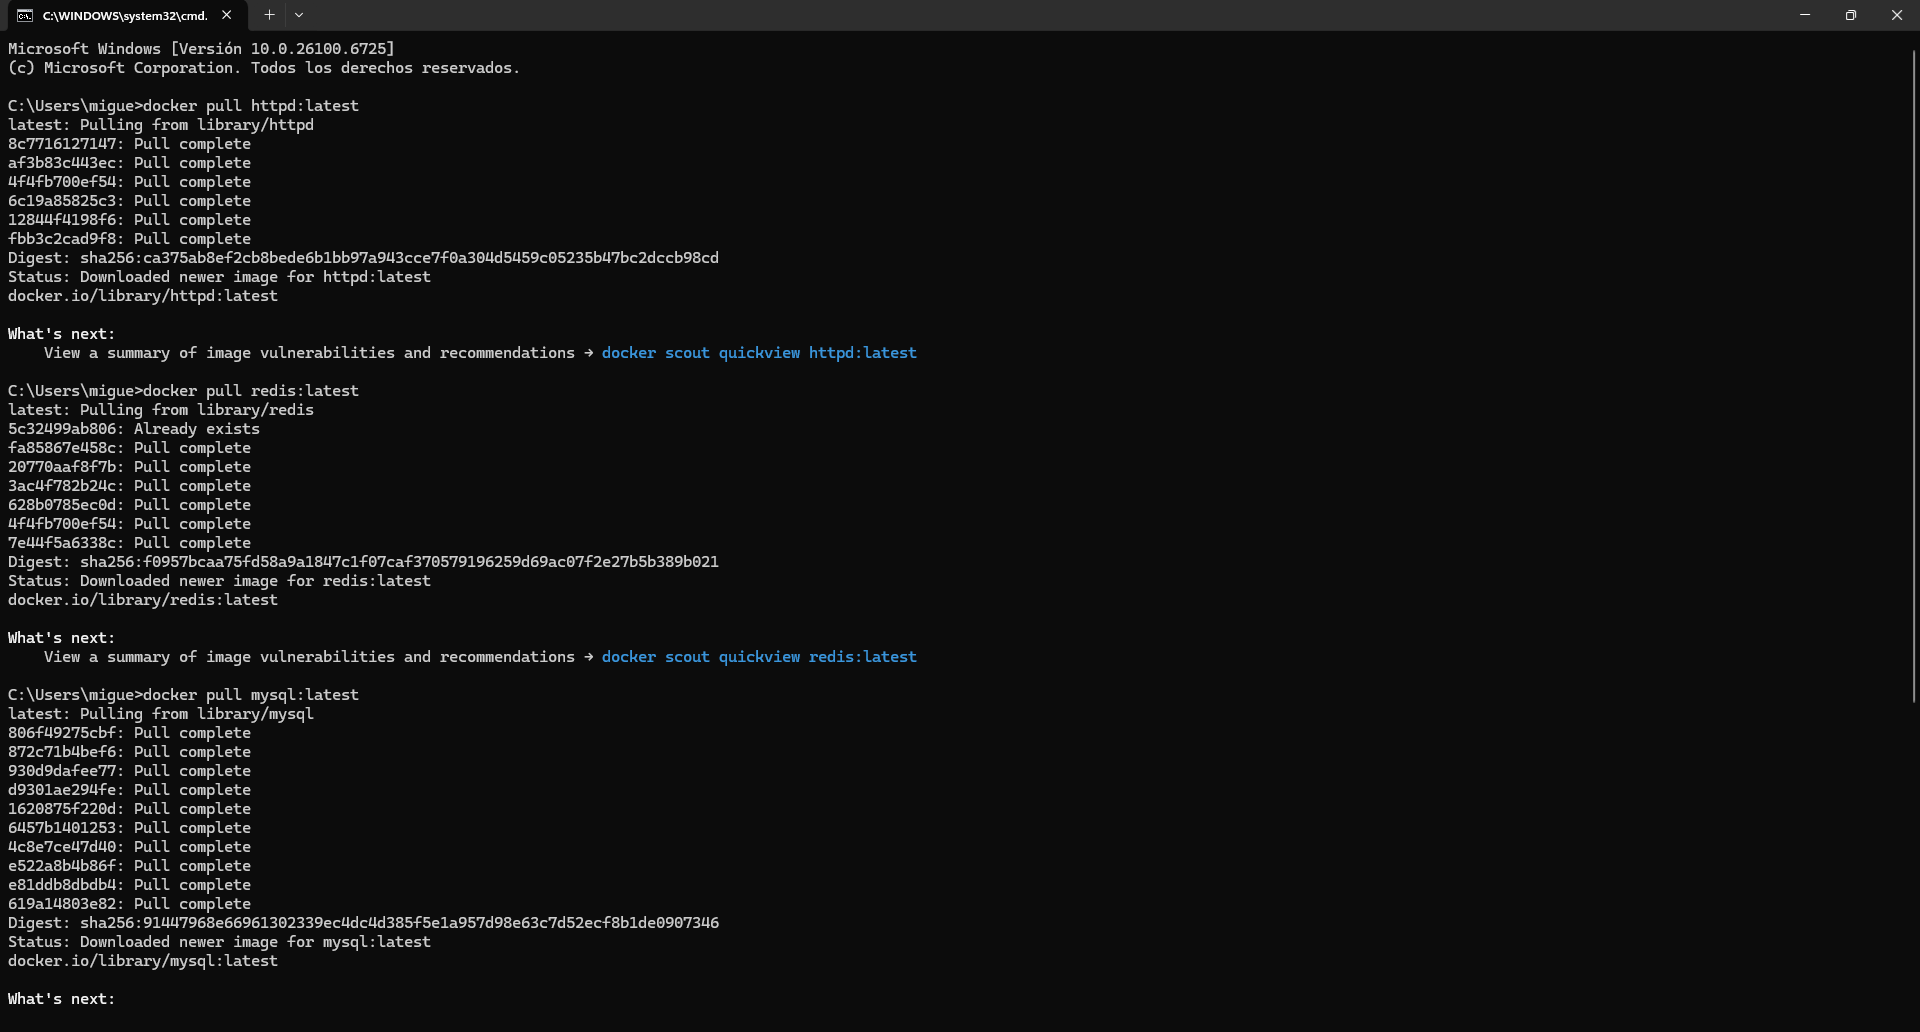 C:\WINDOWS\system32\cmd.
Microsoft Windows [Versión 10.0.26100.6725]
(c) Microsoft Corporation. Todos los derechos reservados.
C:\Users\migue>docker pull httpd:latest
latest: Pulling from library/httpd
8c7716127147: Pull complete
af3b83c443ec: Pull complete
4f4fb700ef54: Pull complete
6c19a85825c3: Pull complete
12844f4198f6: Pull complete
fbb3c2cad9f8: Pull complete
Digest: sha256:ca375ab8ef2cb8bede6b1bb97a943cce7f0a304d5459c05235b47bc2dccb98cd
Status: Downloaded newer image for httpd:latest
docker.io/library/httpd:latest
What's next:
    View a summary of image vulnerabilities and recommendations → docker scout quickview httpd:latest
C:\Users\migue>docker pull redis:latest
latest: Pulling from library/redis
5c32499ab806: Already exists
fa85867e458c: Pull complete
20770aaf8f7b: Pull complete
3ac4f782b24c: Pull complete
628b0785ec0d: Pull complete
4f4fb700ef54: Pull complete
7e44f5a6338c: Pull complete
Digest: sha256:f0957bcaa75fd58a9a1847c1f07caf370579196259d69ac07f2e27b5b389b021
Status: Downloaded newer image for redis:latest
docker.io/library/redis:latest
What's next:
    View a summary of image vulnerabilities and recommendations → docker scout quickview redis:latest
C:\Users\migue>docker pull mysql:latest
latest: Pulling from library/mysql
806f49275cbf: Pull complete
872c71b4bef6: Pull complete
930d9dafee77: Pull complete
d9301ae294fe: Pull complete
1620875f220d: Pull complete
6457b1401253: Pull complete
4c8e7ce47d40: Pull complete
e522a8b4b86f: Pull complete
e81ddb8dbdb4: Pull complete
619a14803e82: Pull complete
Digest: sha256:91447968e66961302339ec4dc4d385f5e1a957d98e63c7d52ecf8b1de0907346
Status: Downloaded newer image for mysql:latest
docker.io/library/mysql:latest
What's next: